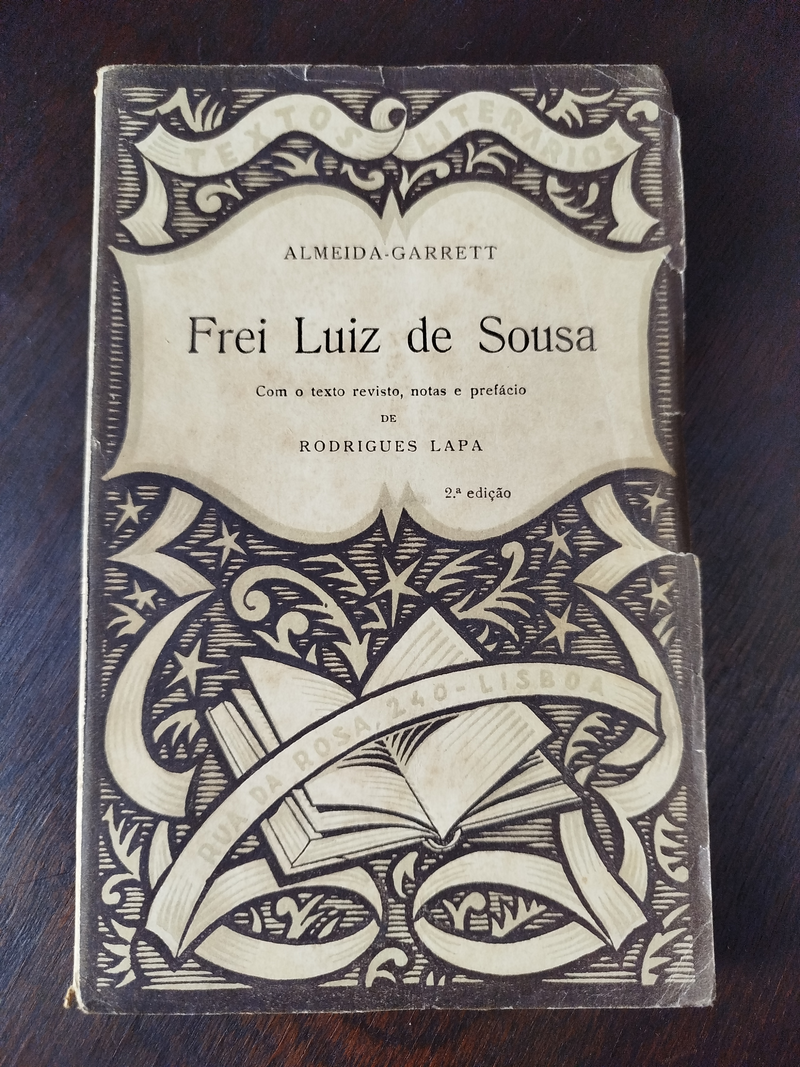 TEXTOS LITERÁRIOS
ALMEIDA-GARRETT
Frei Luiz de Sousa
Com o texto revisto, notas e prefácio
DE
RODRIGUES LAPA
2.ª edição
RUA DA ROSA, 240-LISBOA